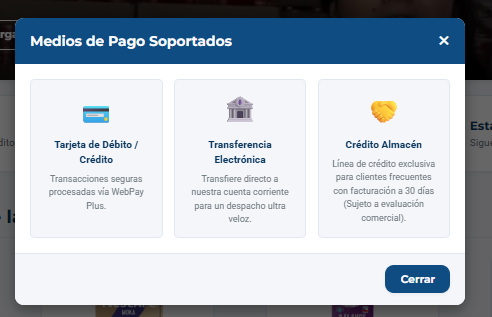 Medios de Pago Soportados
×
Tarjeta de Débito /
Crédito
Transacciones seguras
procesadas vía WebPay
Plus.
Transferencia
Electrónica
Transfiere directo a
nuestra cuenta corriente
para un despacho ultra
veloz.
Crédito Almacén
Línea de crédito exclusiva
para clientes frecuentes
con facturación a 30 días
(Sujeto a evaluación
comercial).
Cerrar